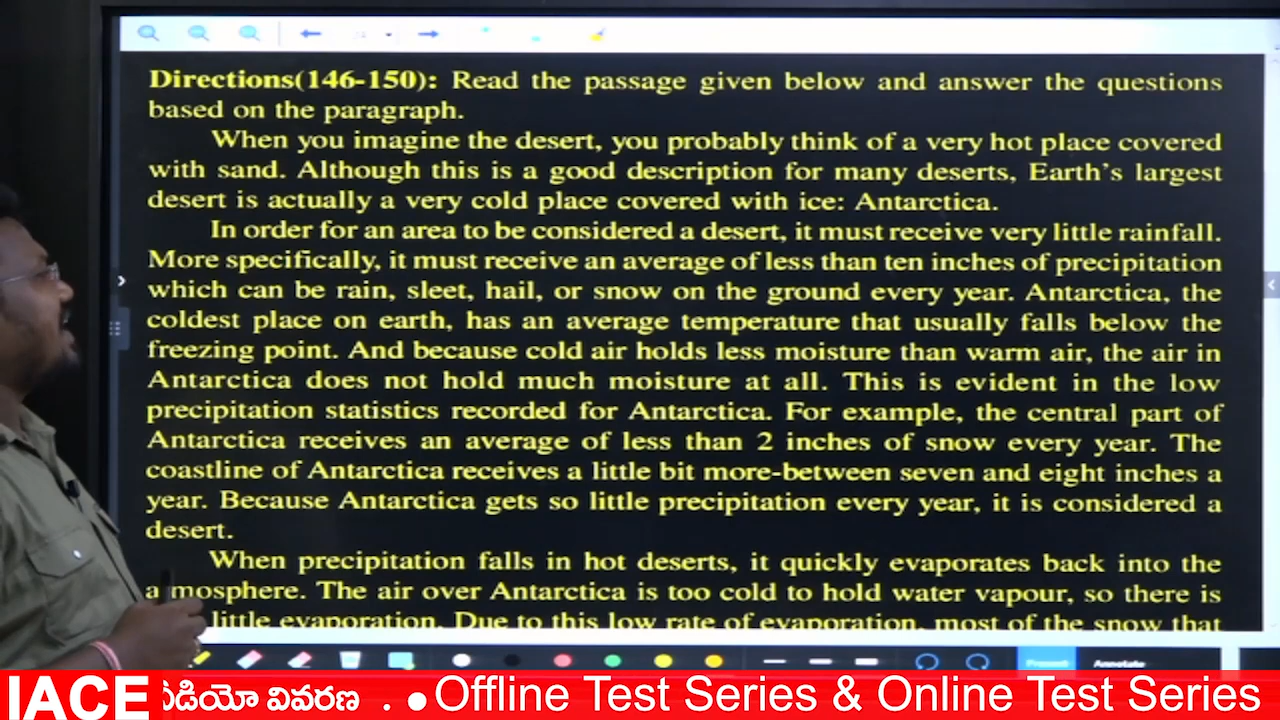 Directions(146-150): Read the passage given below and answer the questions
based on the paragraph.
When you imagine the desert, you probably think of a very hot place covered
with sand. Although this is a good description for many deserts, Earth's largest
desert is actually a very cold place covered with ice: Antarctica.
In order for an area to be considered a desert, it must receive very little rainfall.
More specifically, it must receive an average of less than ten inches of precipitation
which can be rain, sleet, hail, or snow on the ground every year. Antarctica, the
coldest place on earth, has an average temperature that usually falls below the
freezing point. And because cold air holds less moisture than warm air, the air in
Antarctica does not hold much moisture at all. This is evident in the low
precipitation statistics recorded for Antarctica. For example, the central part of
Antarctica receives an average of less than 2 inches of snow every year. The
coastline of Antarctica receives a little bit more-between seven and eight inches a
year. Because Antarctica gets so little precipitation every year, it is considered a
desert.
When precipitation falls in hot deserts, it quickly evaporates back into the
a mosphere. The air over Antarctica is too cold to hold water vapour, so there is
little evaporation. Due to this low rate of evaporation, most of the snow that
Annotate
IACE వీడియో వివరణ . ● Offline Test Series & Online Test Series